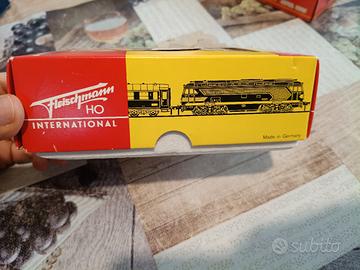 Fleischmann
HO
INTERNATIONAL
Made in Germany
subito